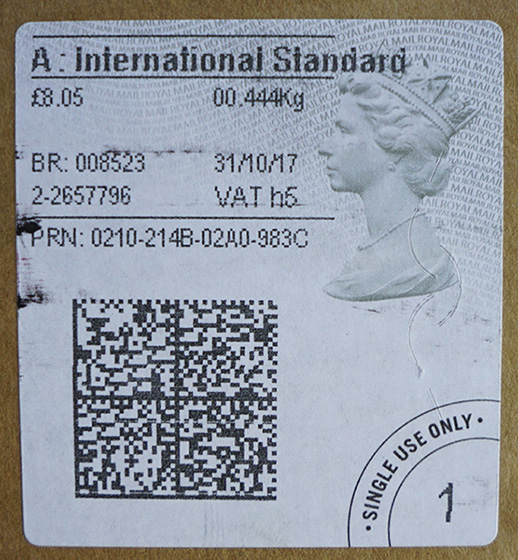 A: International Standard
£8.05 00.444Kg
BR: 008523 31/10/17
2-2657796 VAT h5
PRN: 0210-214B-02A0-983C
• SINGLE USE ONLY •
1